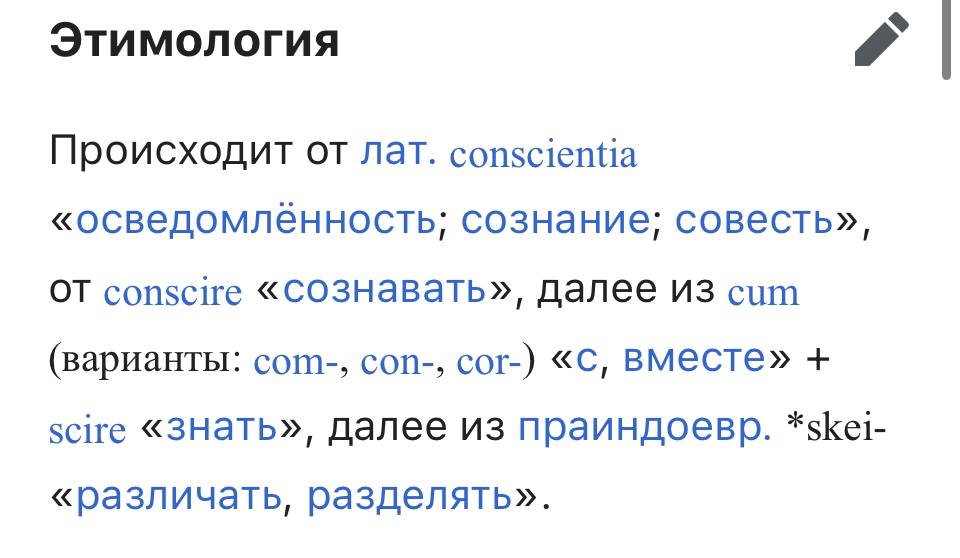 Этимология
Происходит от лат. conscientia
«осведомлённость; сознание; совесть»,
от conscire «сознавать», далее из cum
(варианты: com-, con-, cor-) «с, вместе» +
scire «знать», далее из праиндоевр. *skei-
«различать, разделять».